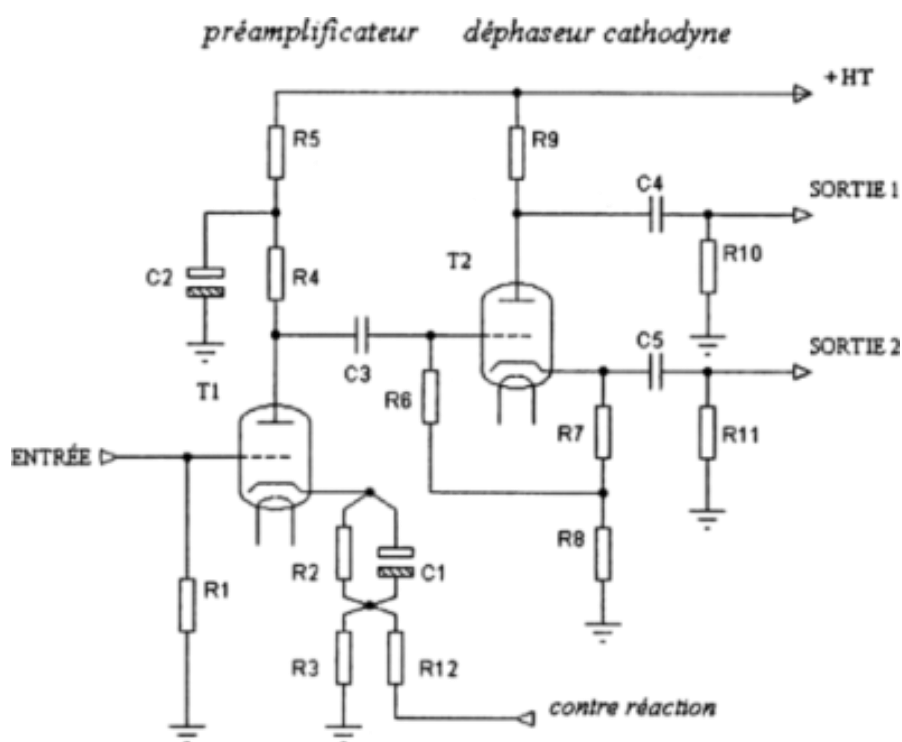 préamplificateur déphaseur cathodyne
+HT
R5
R9
C4
SORTIE 1
R4
T2
R10
C2
C3
C5
SORTIE 2
T1
R6
R7
R11
ENTRÉE
R8
R2
C1
R1
R3
R12
contre réaction